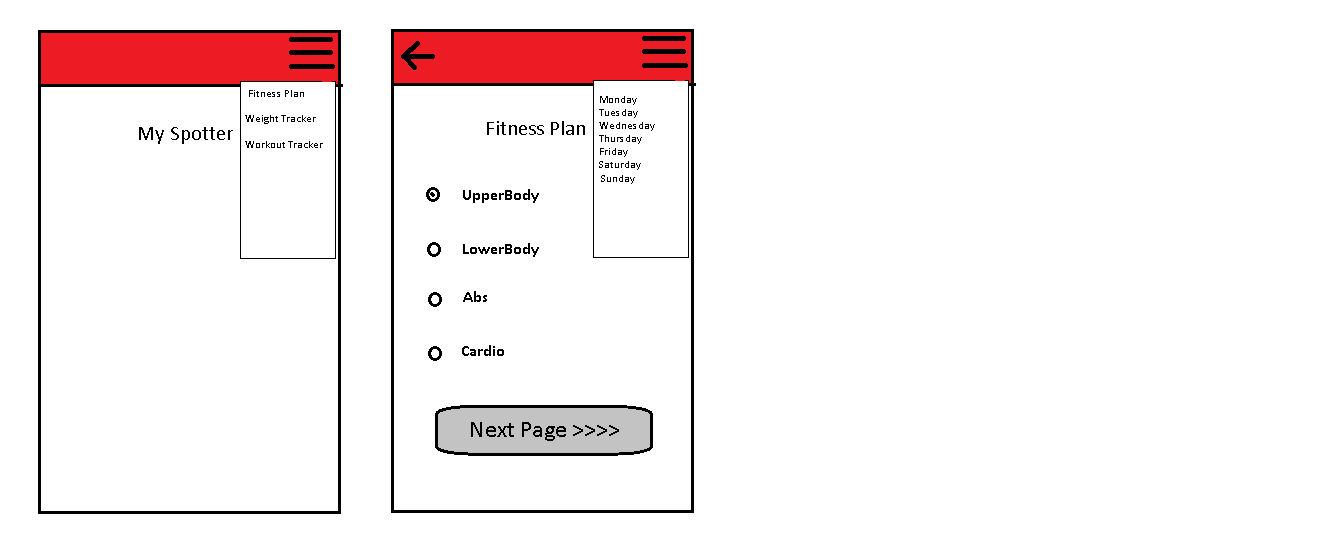 Fitness Plan
Weight Tracker
My Spotter
Workout Tracker
Monday
Tuesday
Wednesday
Thursday
Friday
Saturday
Sunday
Fitness Plan
UpperBody
LowerBody
Abs
Cardio
Next Page >>>>